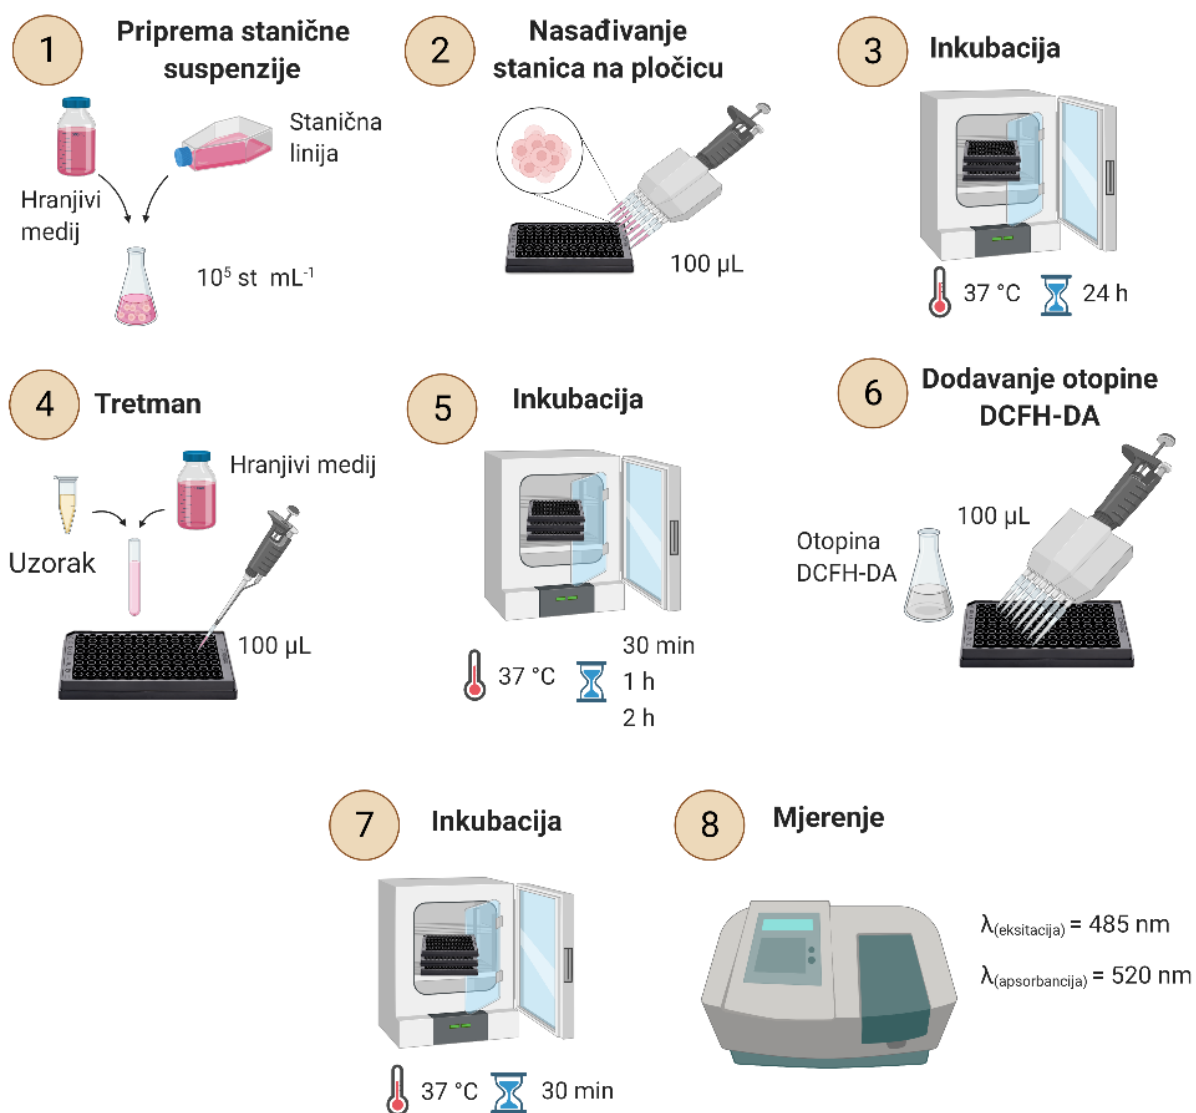 1
Priprema stanične
suspenzije
Stanična
linija
Hranjivi
medij
10⁵ st mL⁻¹
2
Nasađivanje
stanica na pločicu
100 µL
3
Inkubacija
37 °C
24 h
4
Tretman
Hranjivi medij
Uzorak
100 µL
5
Inkubacija
37 °C
30 min
1 h
2 h
6
Dodavanje otopine
DCFH-DA
100 µL
Otopina
DCFH-DA
7
Inkubacija
37 °C
30 min
8
Mjerenje
λ(eksitacija) = 485 nm
λ(apsorbancija) = 520 nm